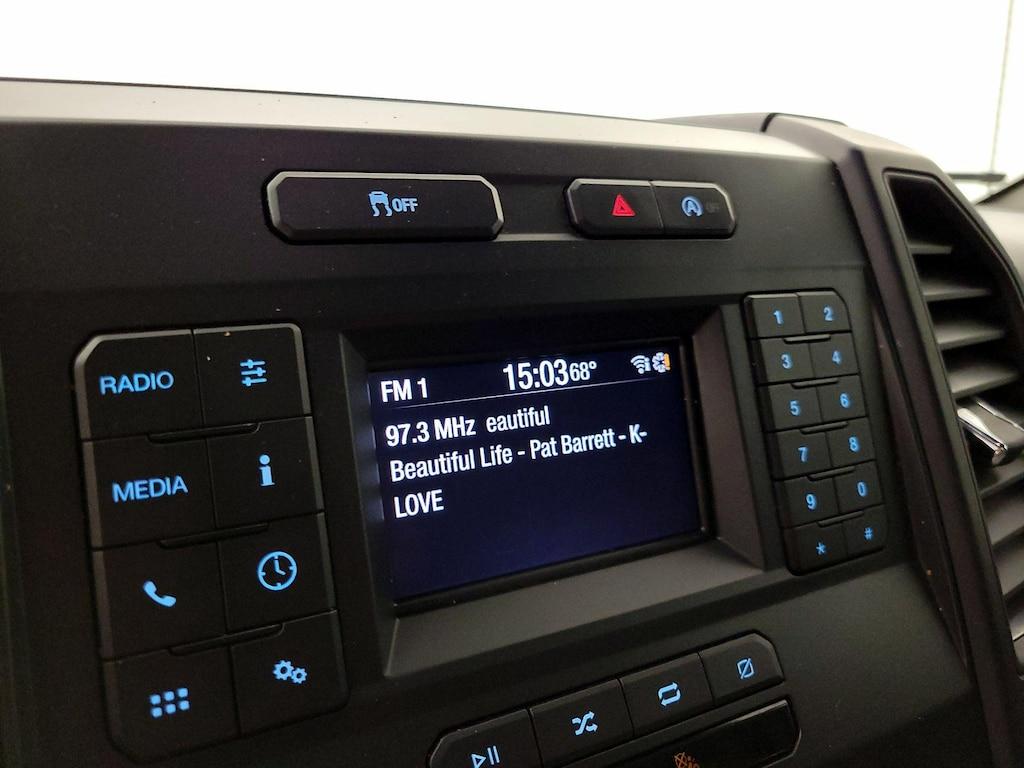 OFF
OFF
RADIO
MEDIA
i
FM 1
15:03 68°
97.3 MHz eautiful
Beautiful Life - Pat Barrett - K-
LOVE
1 2
3 4
5 6
7 8
9 0
* #